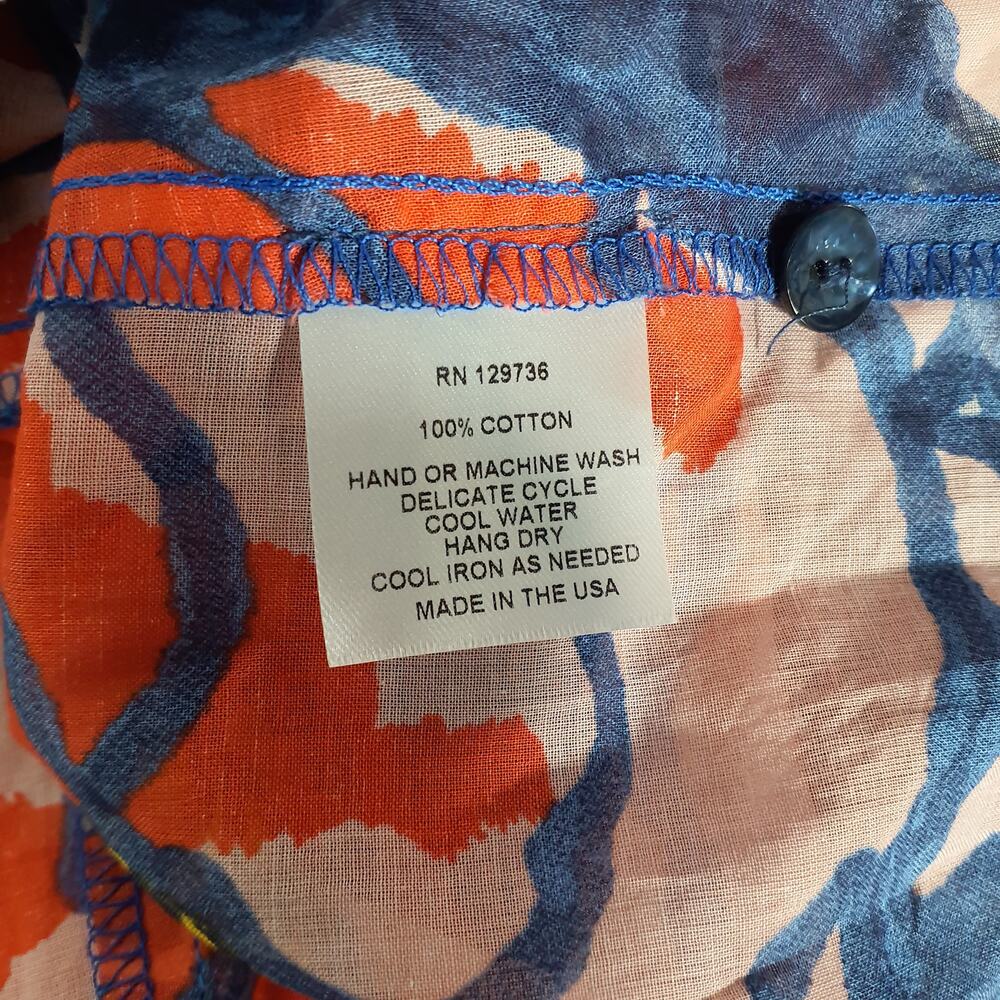 RN 129736
100% COTTON
HAND OR MACHINE WASH
DELICATE CYCLE
COOL WATER
HANG DRY
COOL IRON AS NEEDED
MADE IN THE USA